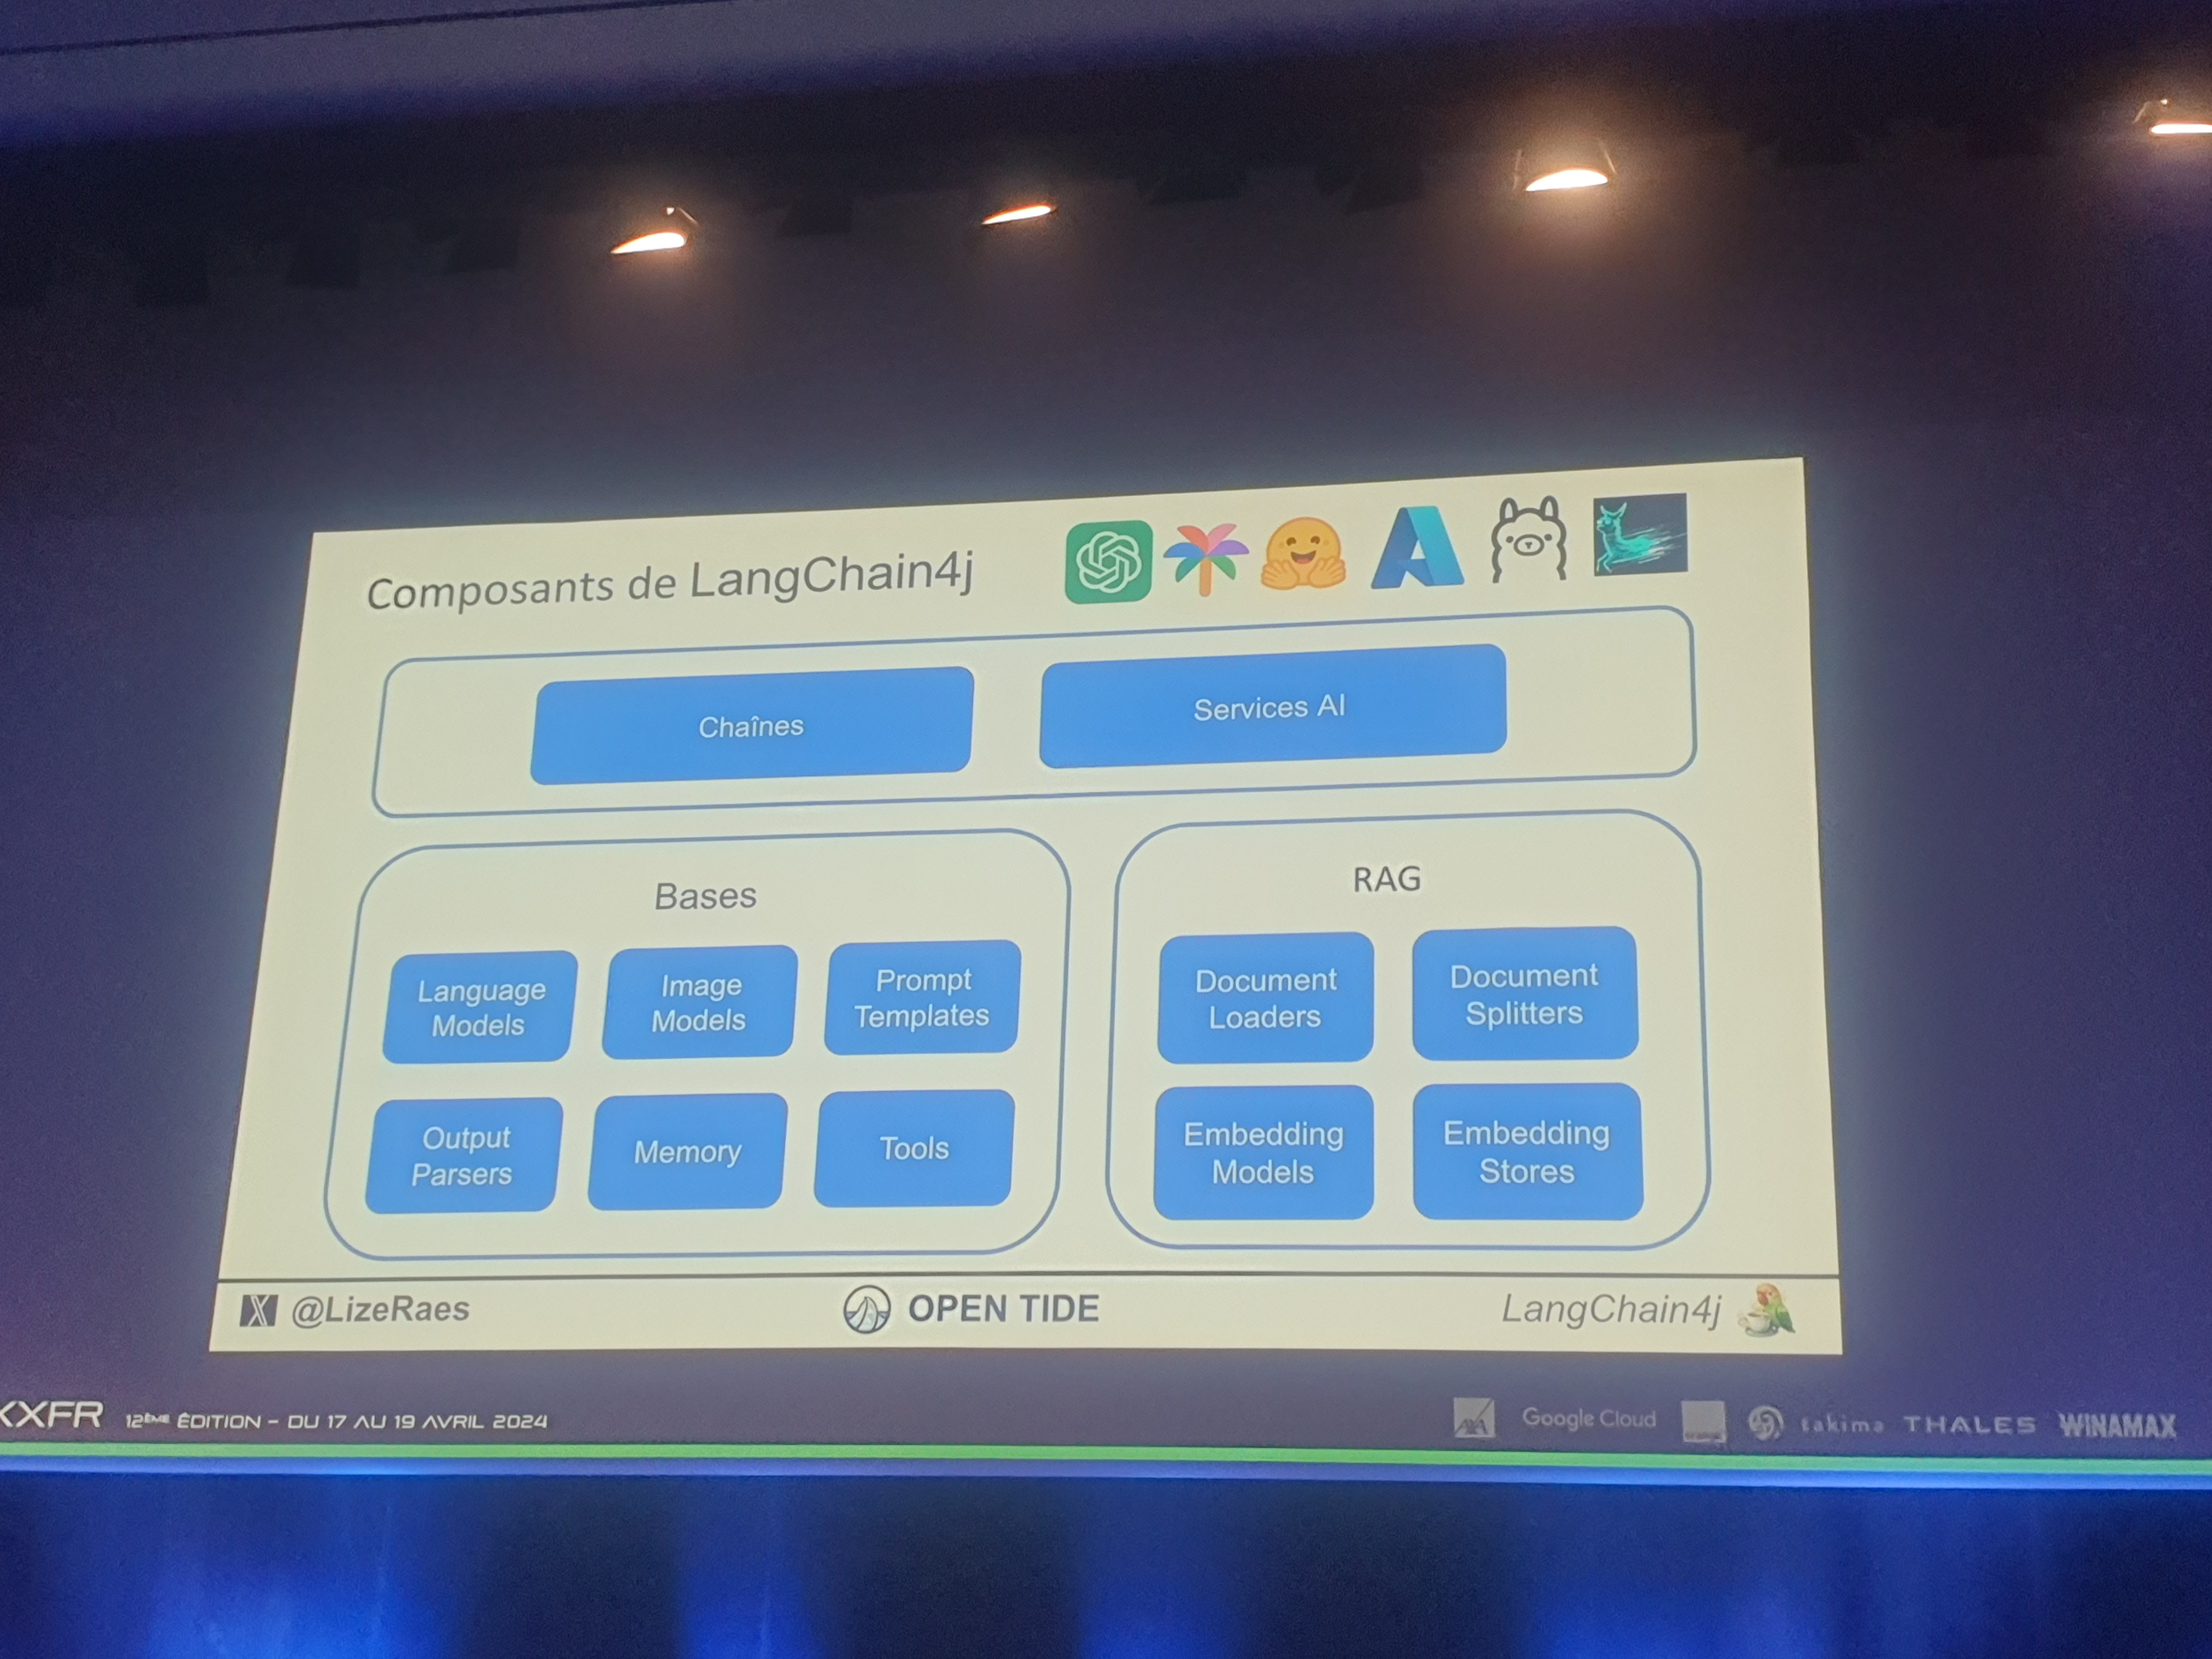 Composants de LangChain4j
Chaînes
Services AI
Bases
Language
Models
Image
Models
Prompt
Templates
Output
Parsers
Memory
Tools
RAG
Document
Loaders
Document
Splitters
Embedding
Models
Embedding
Stores
@LizeRaes
OPEN TIDE
LangChain4j
XXFR 12ÈME ÉDITION - DU 17 AU 19 AVRIL 2024
AXA Google Cloud takima THALES WINAMAX